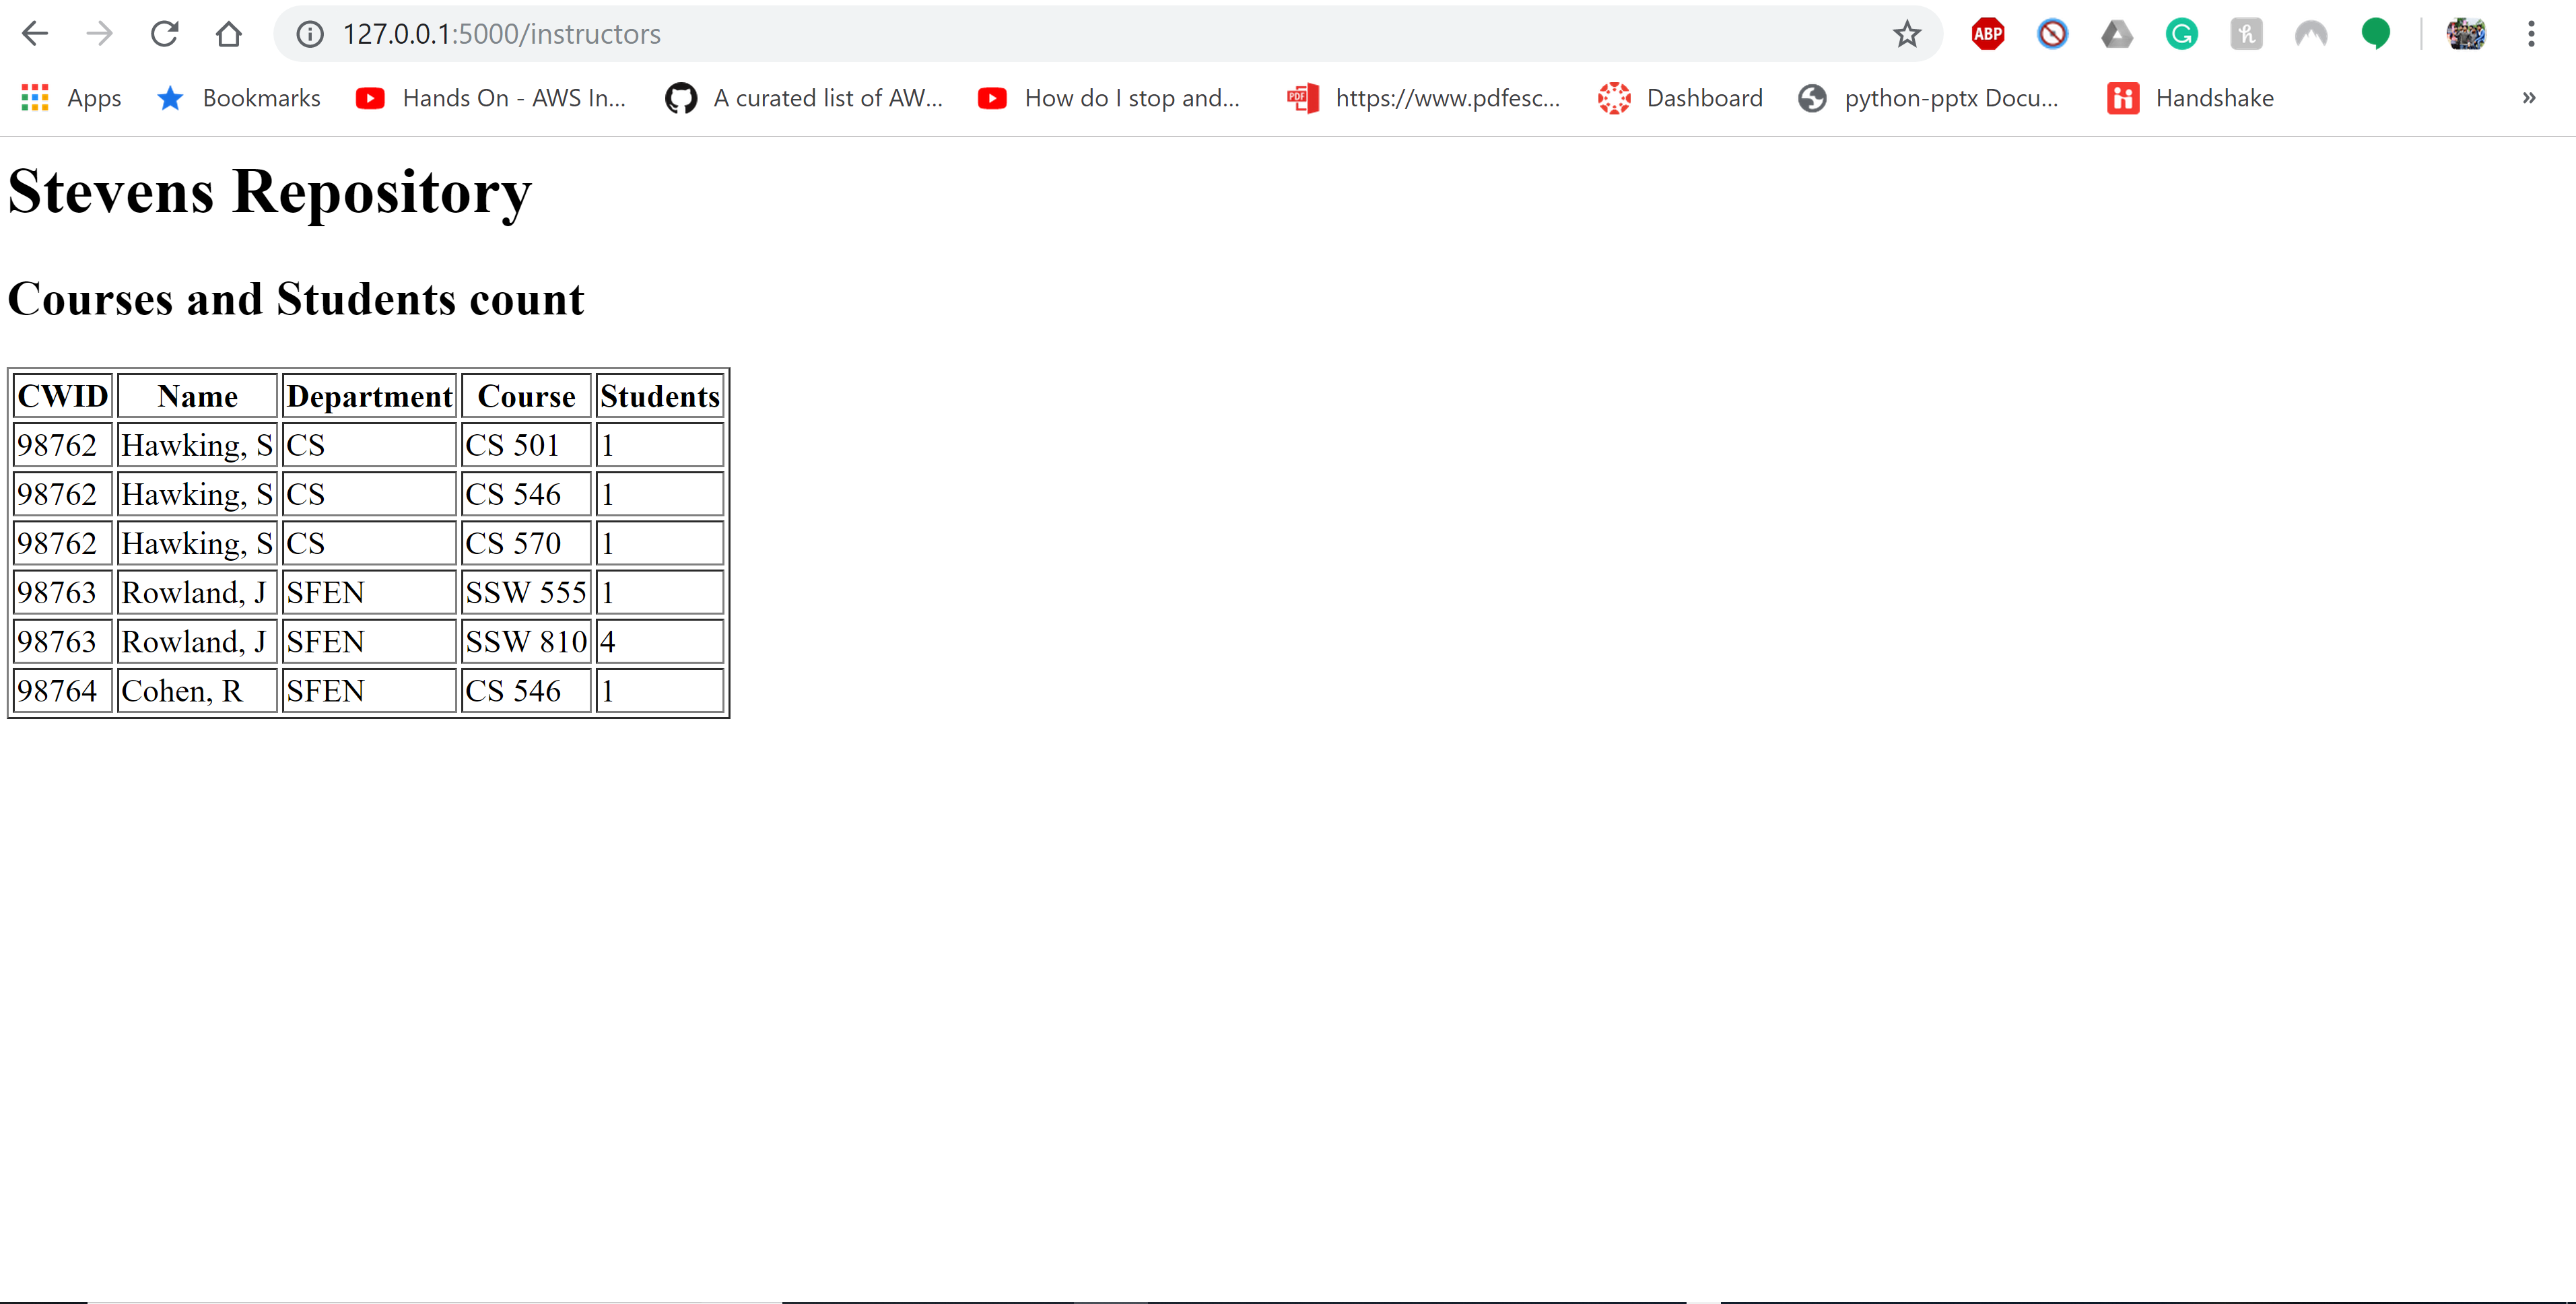 127.0.0.1:5000/instructors
ABP
Apps Bookmarks Hands On - AWS In... A curated list of AW... How do I stop and... PDF https://www.pdfesc... Dashboard python-pptx Docu... Handshake »
Stevens Repository
Courses and Students count
CWID Name Department Course Students
98762 Hawking, S CS CS 501 1
98762 Hawking, S CS CS 546 1
98762 Hawking, S CS CS 570 1
98763 Rowland, J SFEN SSW 555 1
98763 Rowland, J SFEN SSW 810 4
98764 Cohen, R SFEN CS 546 1